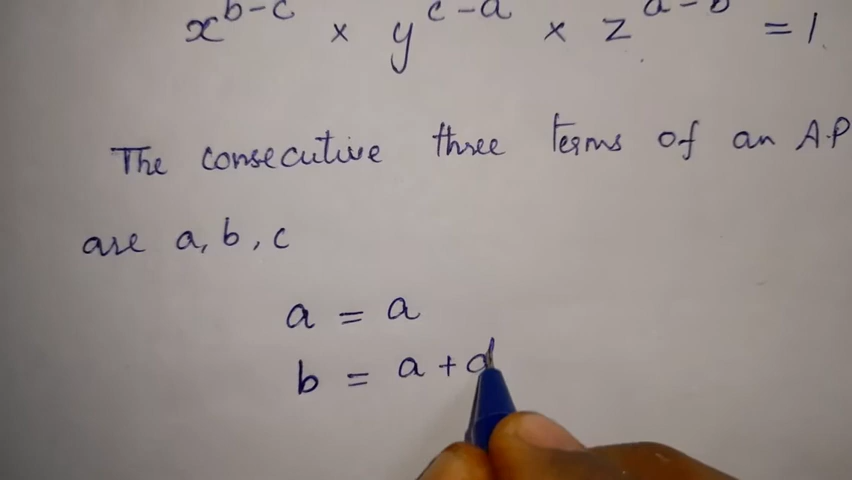 x^{b-c} × y^{c-a} × z^{a-b} = 1.
The consecutive three terms of an A.P
are a, b, c
a = a
b = a + d